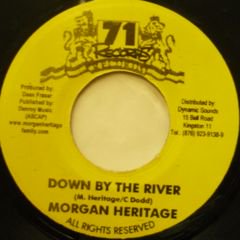 71
RECORDS
Produced by
Dean Fraser
Published by
Denroy Music
(ASCAP)
www.morganheritage
family.com
Distributed by
Dynamic Sounds
15 Bell Road
Kingston 11
Tel: (876) 923-9138-9
DOWN BY THE RIVER
(M. Heritage/C Dodd)
MORGAN HERITAGE
ALL RIGHTS RESERVED